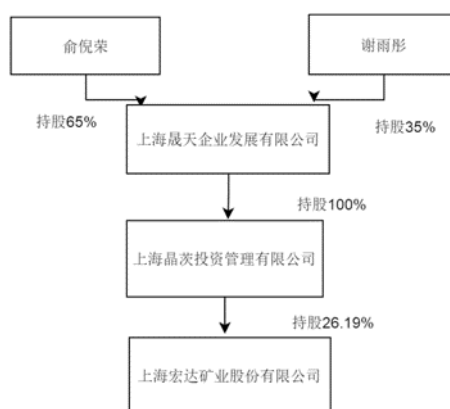 俞倪荣
谢雨彤
持股65%
持股35%
上海晟天企业发展有限公司
持股100%
上海晶茨投资管理有限公司
持股26.19%
上海宏达矿业股份有限公司